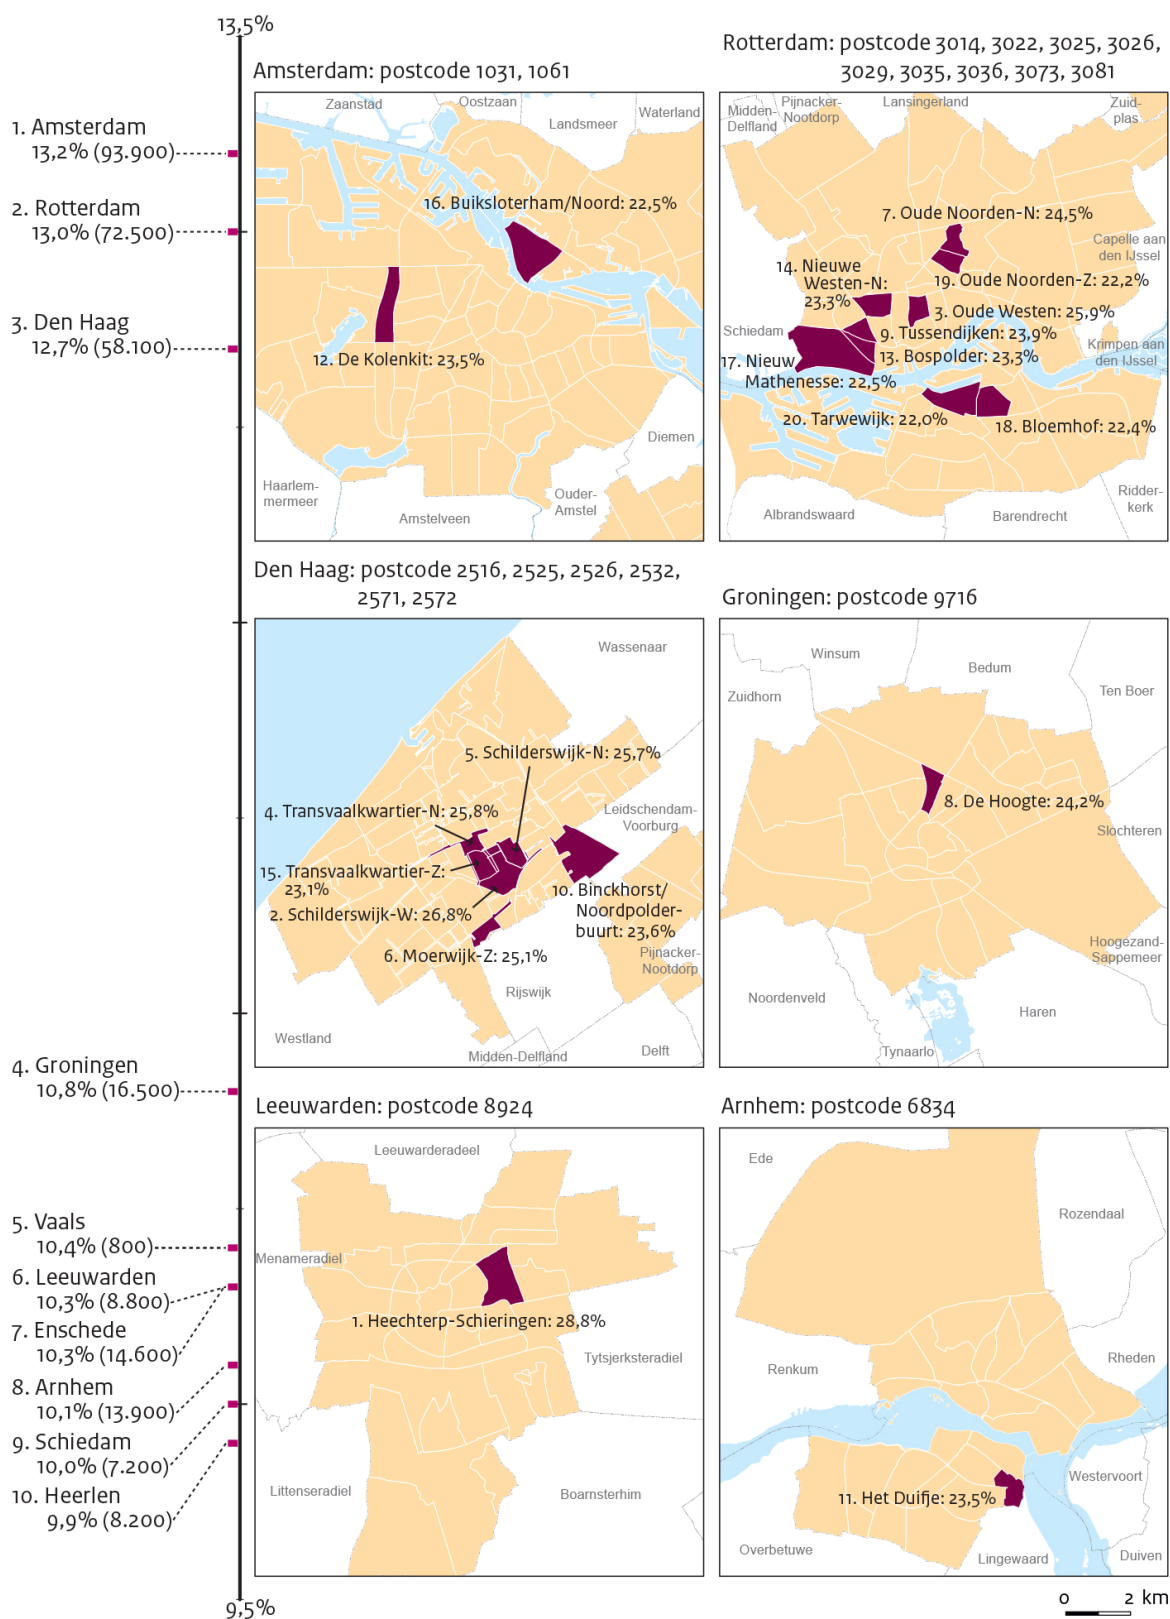 13,5%
1. Amsterdam
13,2% (93.900)
2. Rotterdam
13,0% (72.500)
3. Den Haag
12,7% (58.100)
4. Groningen
10,8% (16.500)
5. Vaals
10,4% (800)
6. Leeuwarden
10,3% (8.800)
7. Enschede
10,3% (14.600)
8. Arnhem
10,1% (13.900)
9. Schiedam
10,0% (7.200)
10. Heerlen
9,9% (8.200)
9,5%
Amsterdam: postcode 1031, 1061
Zaanstad
Oostzaan
Waterland
Landsmeer
16. Buiksloterham/Noord: 22,5%
12. De Kolenkit: 23,5%
Diemen
Haarlem-
mermeer
Ouder-
Amstel
Amstelveen
Rotterdam: postcode 3014, 3022, 3025, 3026,
3029, 3035, 3036, 3073, 3081
Midden-
Delfland
Pijnacker-
Nootdorp
Lansingerland
Zuid-
plas
7. Oude Noorden-N: 24,5%
Capelle aan
den IJssel
14. Nieuwe
Westen-N:
23,3%
19. Oude Noorden-Z: 22,2%
3. Oude Westen: 25,9%
Schiedam
9. Tussendijken: 23,9%
Krimpen aan
den IJssel
13. Bospolder: 23,3%
17. Nieuw
Mathenesse: 22,5%
20. Tarwewijk: 22,0%
18. Bloemhof: 22,4%
Ridder-
kerk
Albrandswaard
Barendrecht
Den Haag: postcode 2516, 2525, 2526, 2532,
2571, 2572
Wassenaar
5. Schilderswijk-N: 25,7%
4. Transvaalkwartier-N: 25,8%
Leidschendam-
Voorburg
15. Transvaalkwartier-Z:
23,1%
2. Schilderswijk-W: 26,8%
10. Binckhorst/
Noordpolder-
buurt: 23,6%
6. Moerwijk-Z: 25,1%
Pijnacker-
Nootdorp
Rijswijk
Westland
Midden-Delfland
Delft
Groningen: postcode 9716
Winsum
Bedum
Zuidhorn
Ten Boer
8. De Hoogte: 24,2%
Slochteren
Hoogezand-
Sappemeer
Noordenveld
Haren
Tynaarlo
Leeuwarden: postcode 8924
Leeuwarderadeel
Menameradiel
1. Heechterp-Schieringen: 28,8%
Tytsjerksteradiel
Littenseradiel
Boarnsterhim
Arnhem: postcode 6834
Ede
Rozendaal
Renkum
Rheden
Westervoort
11. Het Duifje: 23,5%
Overbetuwe
Lingewaard
Duiven
0 2 km